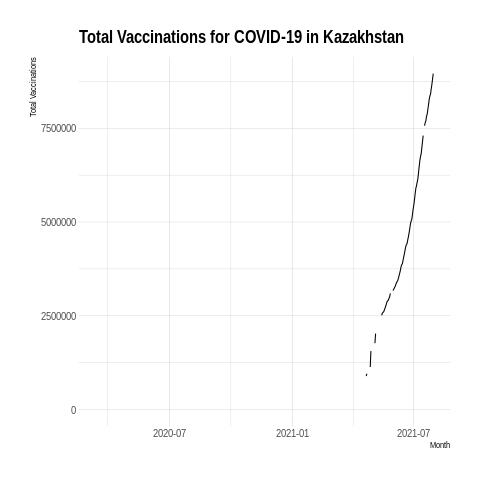 Total Vaccinations for COVID-19 in Kazakhstan
Total Vaccinations
7500000
5000000
2500000
0
2020-07 2021-01 2021-07
Month